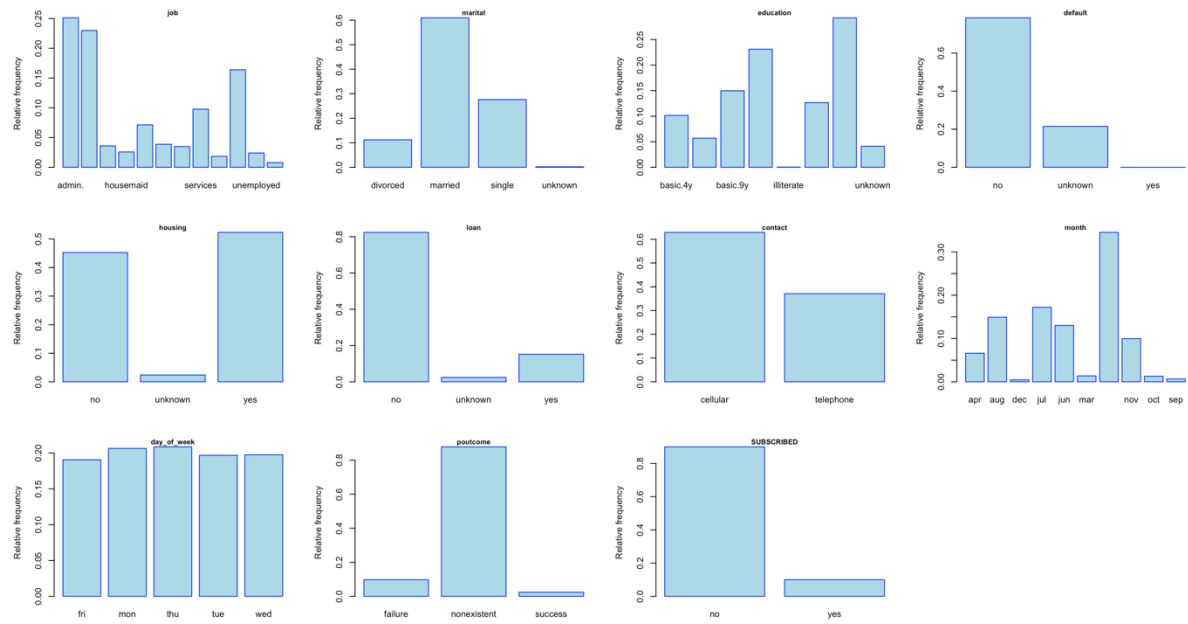 job
Relative frequency
0.00 0.05 0.10 0.15 0.20 0.25
admin. housemaid services unemployed
marital
Relative frequency
0.0 0.1 0.2 0.3 0.4 0.5 0.6
divorced married single unknown
education
Relative frequency
0.00 0.05 0.10 0.15 0.20 0.25
basic.4y basic.9y illiterate unknown
default
Relative frequency
0.0 0.2 0.4 0.6
no unknown yes
housing
Relative frequency
0.0 0.1 0.2 0.3 0.4 0.5
no unknown yes
loan
Relative frequency
0.0 0.2 0.4 0.6 0.8
no unknown yes
contact
Relative frequency
0.0 0.1 0.2 0.3 0.4 0.5 0.6
cellular telephone
month
Relative frequency
0.00 0.10 0.20 0.30
apr aug dec jul jun mar nov oct sep
day_of_week
Relative frequency
0.00 0.05 0.10 0.15 0.20
fri mon thu tue wed
poutcome
Relative frequency
0.0 0.2 0.4 0.6 0.8
failure nonexistent success
SUBSCRIBED
Relative frequency
0.0 0.2 0.4 0.6 0.8
no yes